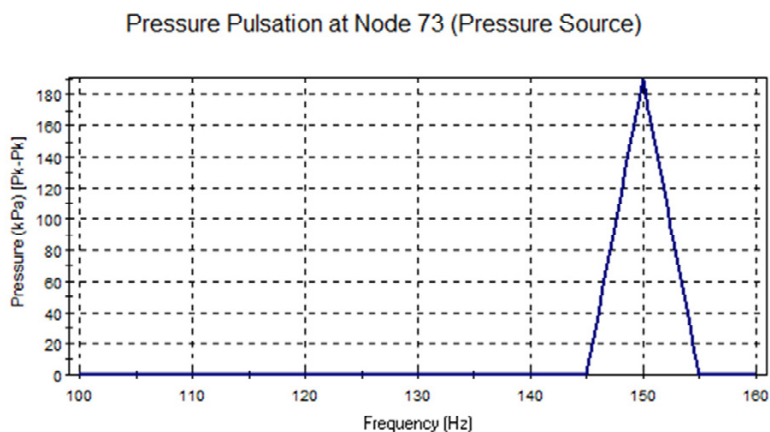 Pressure Pulsation at Node 73 (Pressure Source)
Pressure (kPa) [Pk-Pk]
180
160
140
120
100
80
60
40
20
0
100 110 120 130 140 150 160
Frequency [Hz]